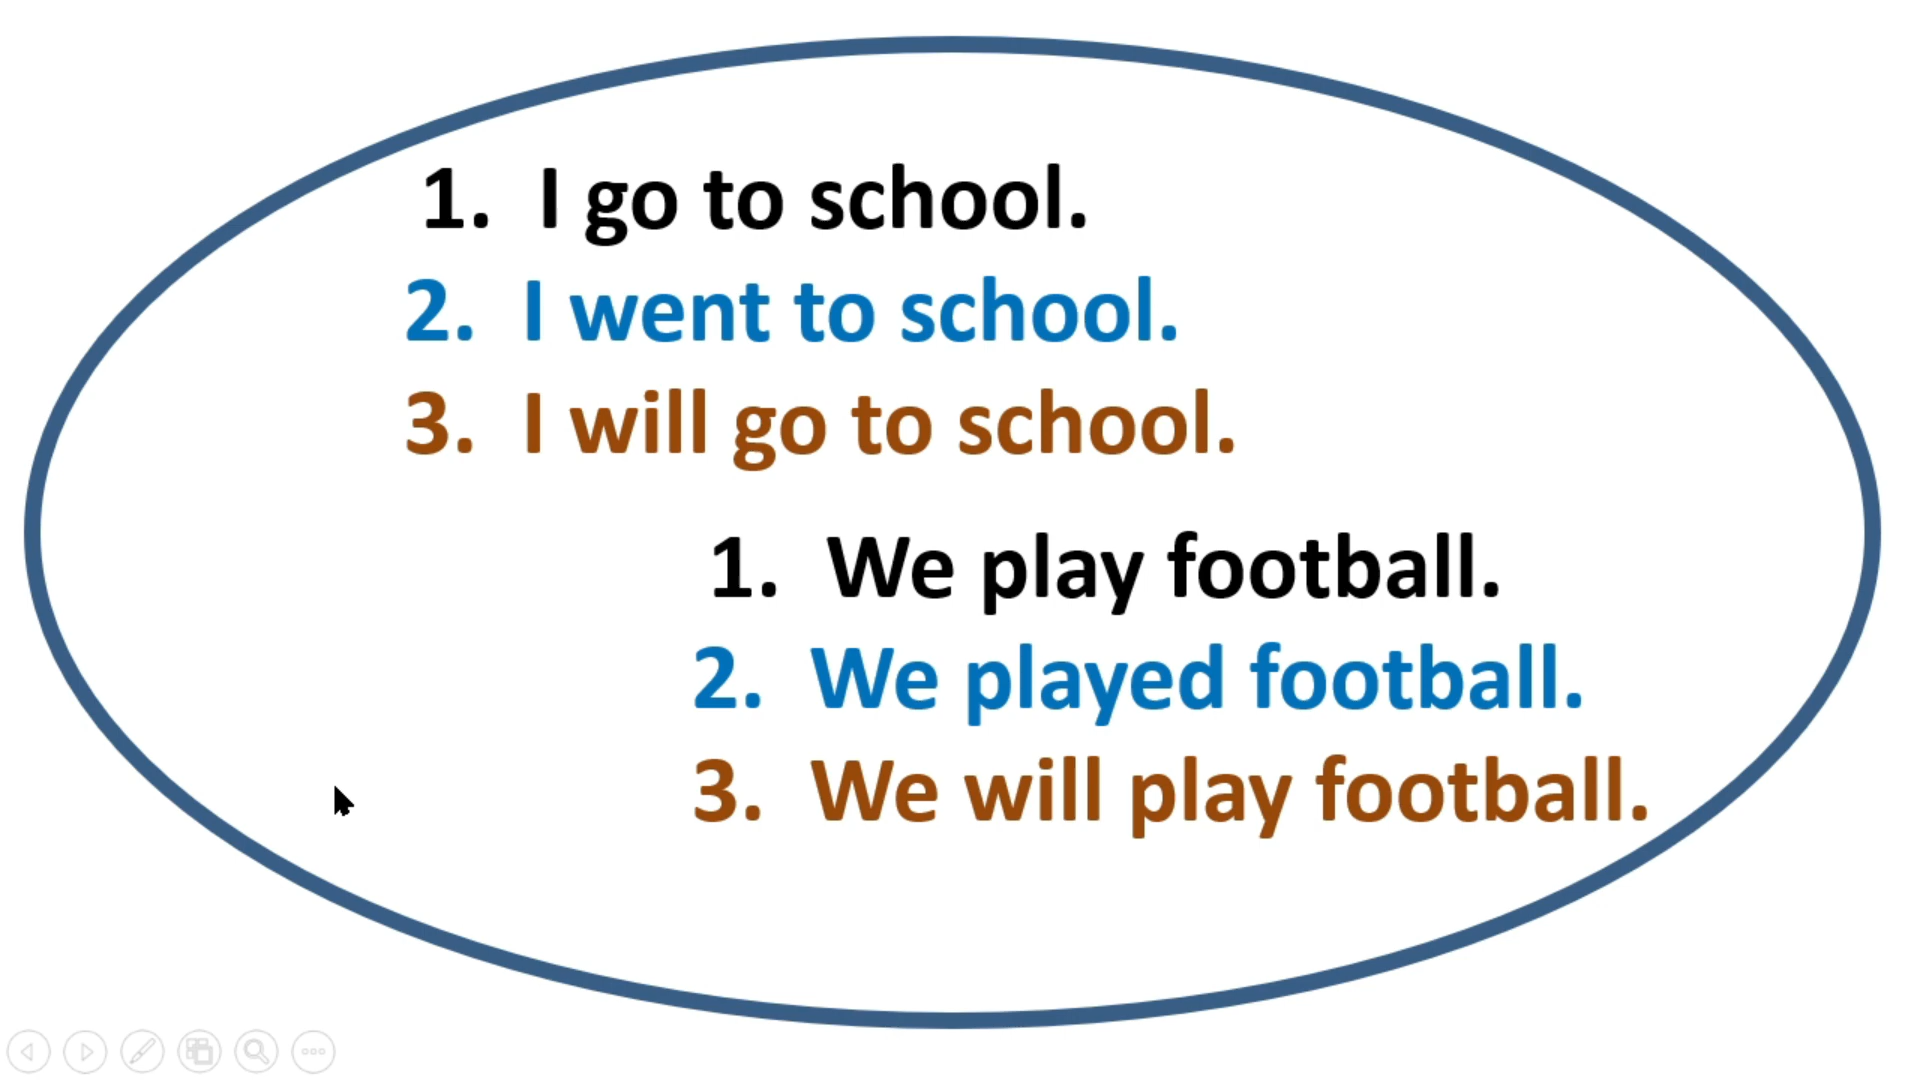 1. I go to school.
2. I went to school.
3. I will go to school.
1. We play football.
2. We played football.
3. We will play football.